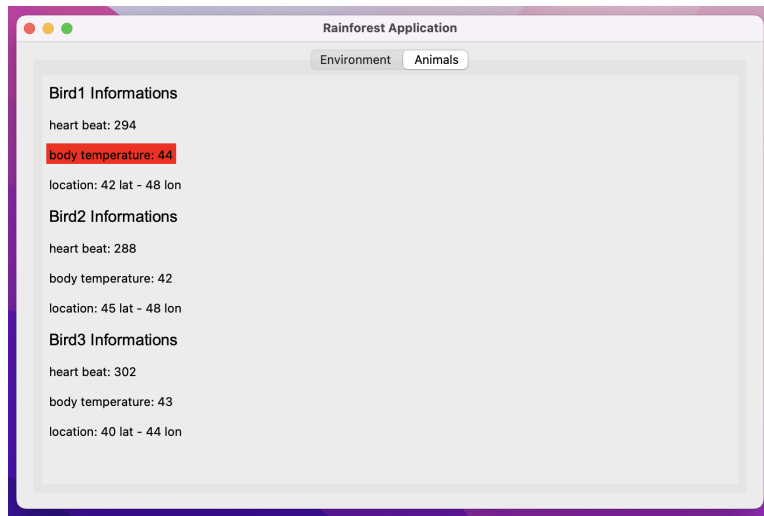 Rainforest Application
Environment Animals
Bird1 Informations
heart beat: 294
body temperature: 44
location: 42 lat - 48 lon
Bird2 Informations
heart beat: 288
body temperature: 42
location: 45 lat - 48 lon
Bird3 Informations
heart beat: 302
body temperature: 43
location: 40 lat - 44 lon